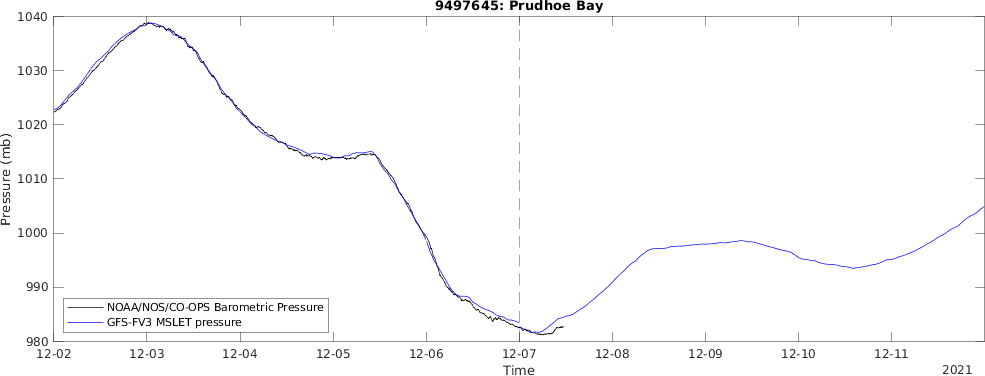 9497645: Prudhoe Bay
1040
1030
1020
1010
1000
990
980
Pressure (mb)
NOAA/NOS/CO-OPS Barometric Pressure
GFS-FV3 MSLET pressure
12-02 12-03 12-04 12-05 12-06 12-07 12-08 12-09 12-10 12-11
Time
2021